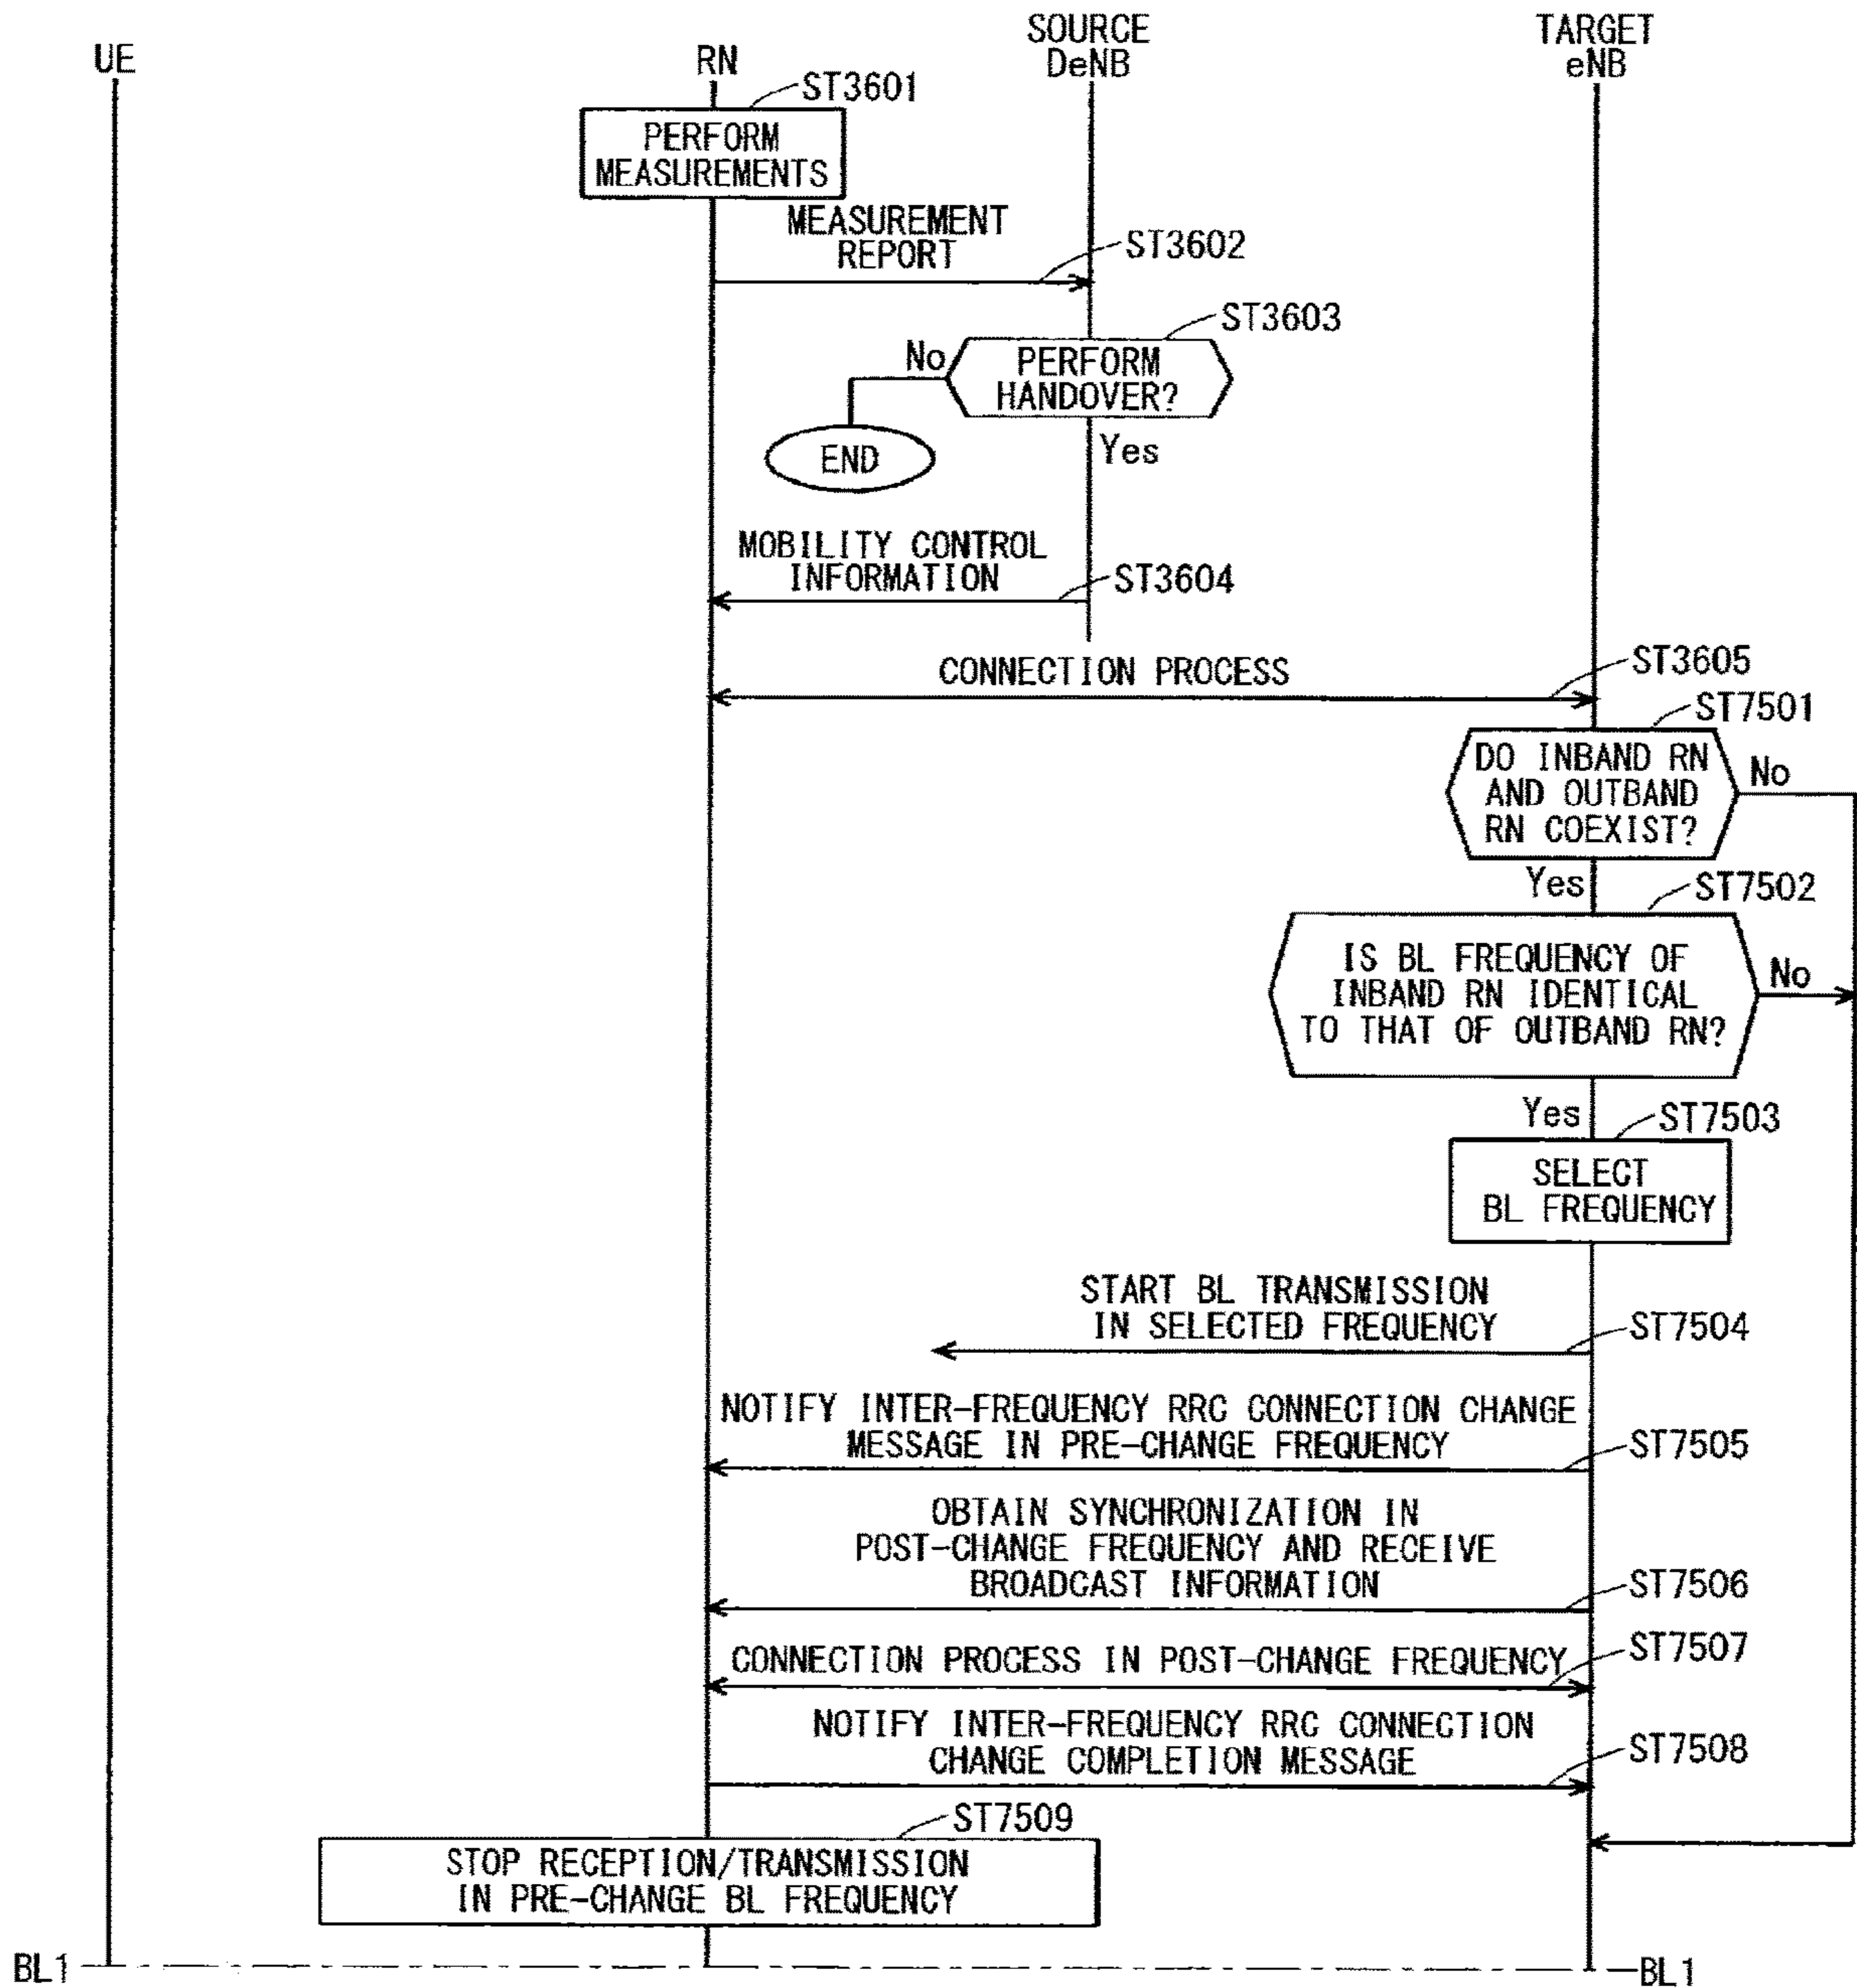 UE
RN
SOURCE
DeNB
TARGET
eNB
ST3601
PERFORM
MEASUREMENTS
MEASUREMENT
REPORT
ST3602
ST3603
No
PERFORM
HANDOVER?
END
Yes
MOBILITY CONTROL
INFORMATION
ST3604
CONNECTION PROCESS
ST3605
ST7501
DO INBAND RN
AND OUTBAND
RN COEXIST?
No
Yes
ST7502
IS BL FREQUENCY OF
INBAND RN IDENTICAL
TO THAT OF OUTBAND RN?
No
Yes
ST7503
SELECT
BL FREQUENCY
START BL TRANSMISSION
IN SELECTED FREQUENCY
ST7504
NOTIFY INTER-FREQUENCY RRC CONNECTION CHANGE
MESSAGE IN PRE-CHANGE FREQUENCY
ST7505
OBTAIN SYNCHRONIZATION IN
POST-CHANGE FREQUENCY AND RECEIVE
BROADCAST INFORMATION
ST7506
CONNECTION PROCESS IN POST-CHANGE FREQUENCY
ST7507
NOTIFY INTER-FREQUENCY RRC CONNECTION
CHANGE COMPLETION MESSAGE
ST7508
ST7509
STOP RECEPTION/TRANSMISSION
IN PRE-CHANGE BL FREQUENCY
BL1
BL1